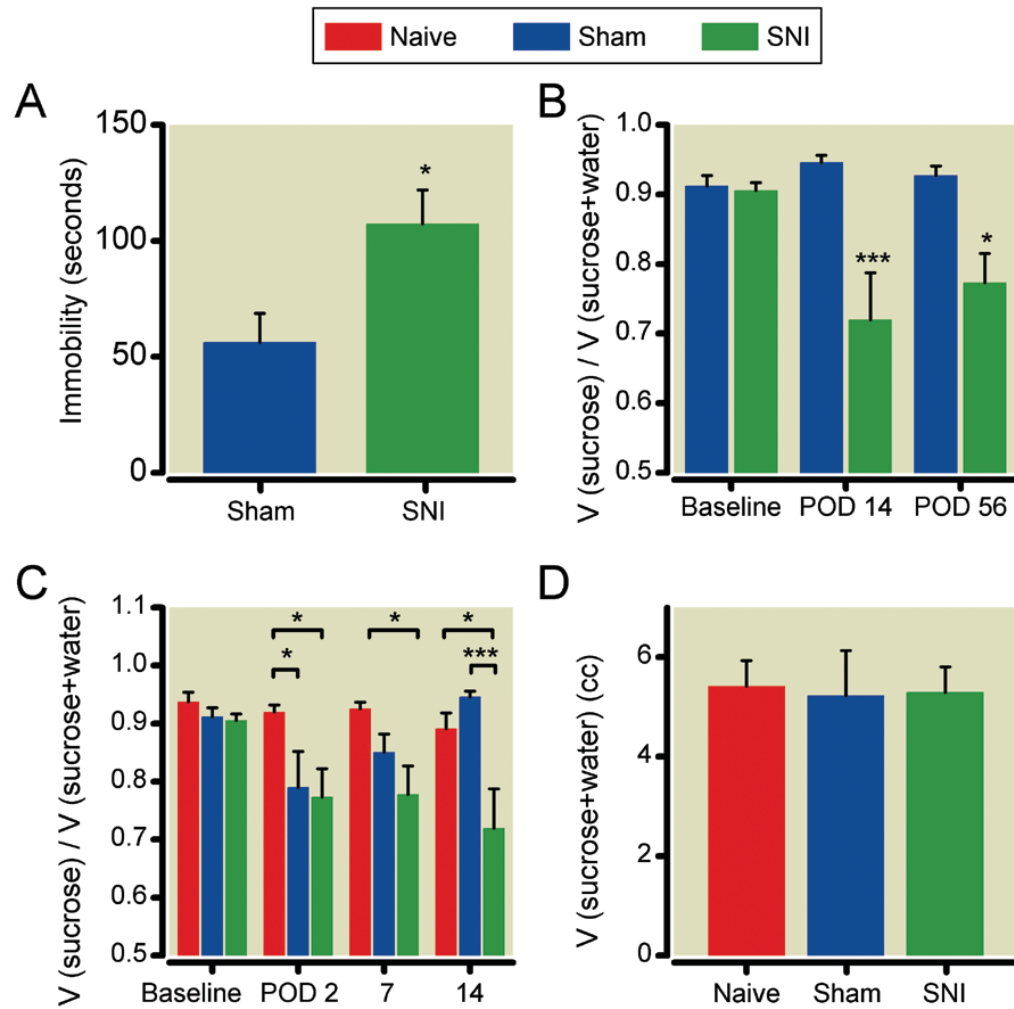 Naive Sham SNI
A
Immobility (seconds)
150
100
50
0
*
Sham SNI
B
V (sucrose) / V (sucrose+water)
1.0
0.9
0.8
0.7
0.6
0.5
***
*
Baseline POD 14 POD 56
C
V (sucrose) / V (sucrose+water)
1.1
1.0
0.9
0.8
0.7
0.6
0.5
* * *
* ***
Baseline POD 2 7 14
D
V (sucrose+water) (cc)
6
4
2
0
Naive Sham SNI